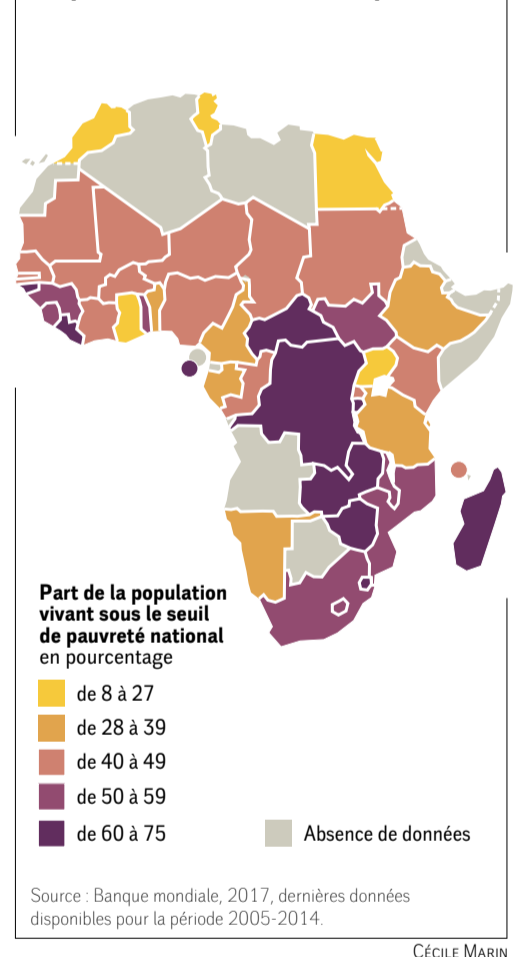 Part de la population
vivant sous le seuil
de pauvreté national
en pourcentage
de 8 à 27
de 28 à 39
de 40 à 49
de 50 à 59
de 60 à 75
Absence de données
Source : Banque mondiale, 2017, dernières données
disponibles pour la période 2005-2014.
CÉCILE MARIN